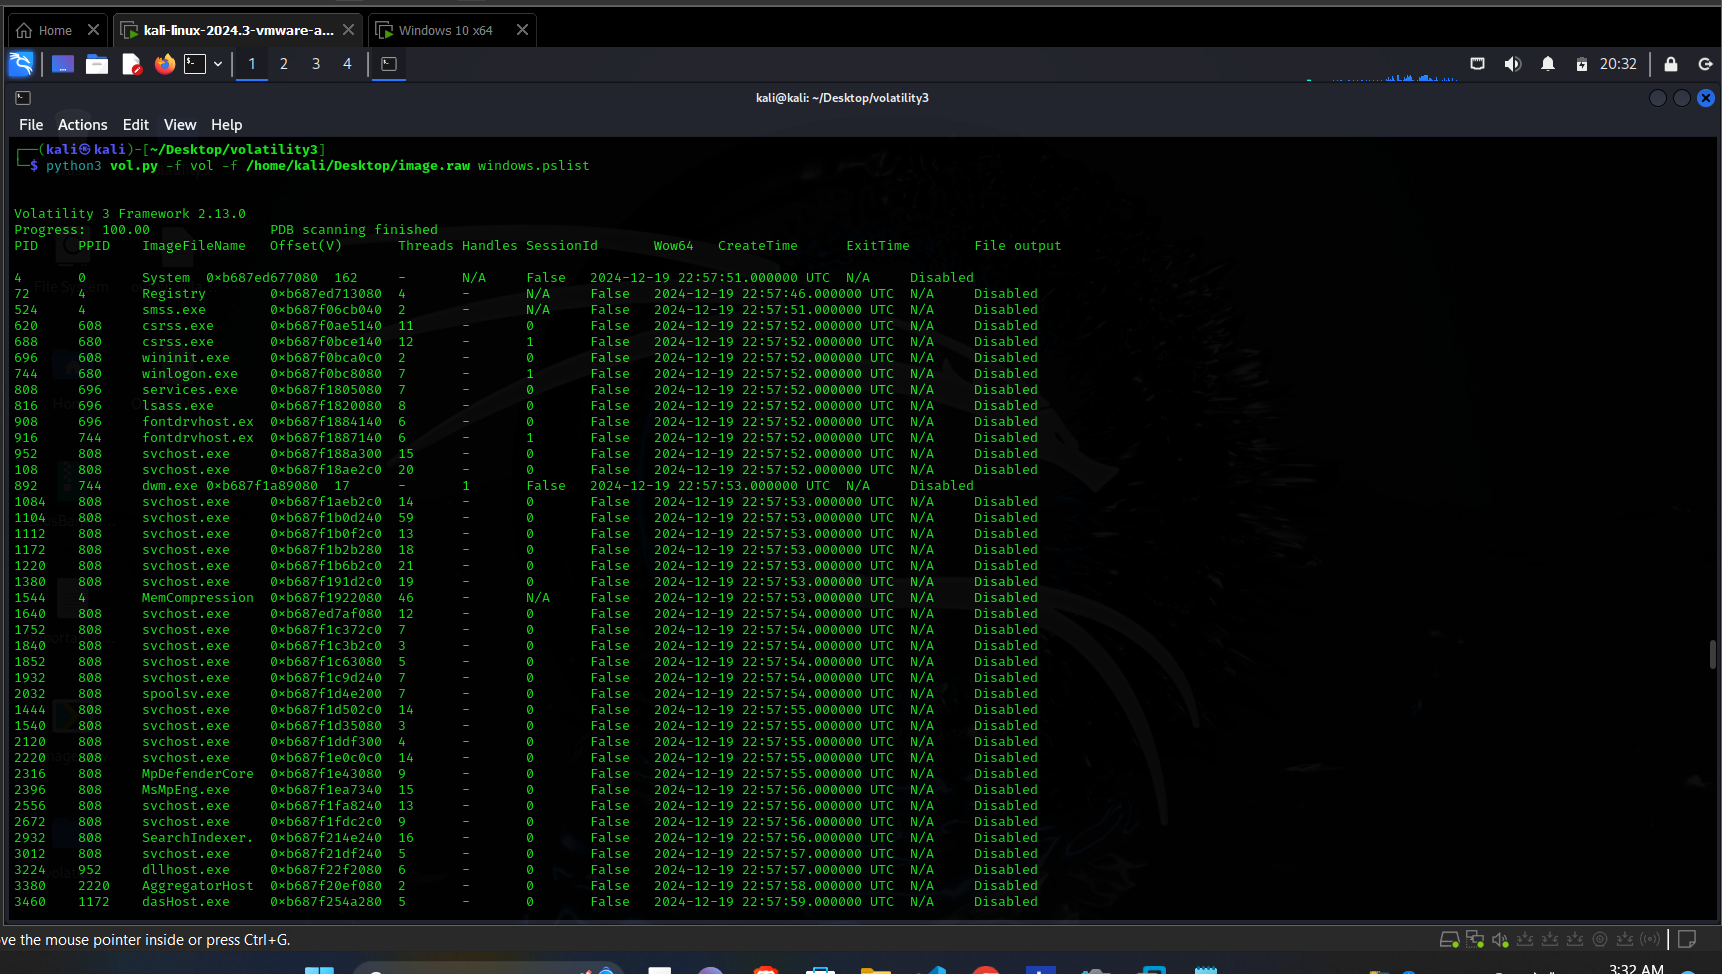 Home
kali-linux-2024.3-vmware-a...
Windows 10 x64
1 2 3 4
20:32
kali@kali: ~/Desktop/volatility3
File Actions Edit View Help
(kali㉿kali)-[~/Desktop/volatility3]
$ python3 vol.py -f vol -f /home/kali/Desktop/image.raw windows.pslist
Volatility 3 Framework 2.13.0
Progress: 100.00 PDB scanning finished
PID PPID ImageFileName Offset(V) Threads Handles SessionId Wow64 CreateTime ExitTime File output
4 0 System 0×b687ed677080 162 - N/A False 2024-12-19 22:57:51.000000 UTC N/A Disabled
72 4 Registry 0×b687ed713080 4 - N/A False 2024-12-19 22:57:46.000000 UTC N/A Disabled
524 4 smss.exe 0×b687f06cb040 2 - N/A False 2024-12-19 22:57:51.000000 UTC N/A Disabled
620 608 csrss.exe 0×b687f0ae5140 11 - 0 False 2024-12-19 22:57:52.000000 UTC N/A Disabled
688 680 csrss.exe 0×b687f0bce140 12 - 1 False 2024-12-19 22:57:52.000000 UTC N/A Disabled
696 608 wininit.exe 0×b687f0bca0c0 2 - 0 False 2024-12-19 22:57:52.000000 UTC N/A Disabled
744 680 winlogon.exe 0×b687f0bc8080 7 - 1 False 2024-12-19 22:57:52.000000 UTC N/A Disabled
808 696 services.exe 0×b687f1805080 7 - 0 False 2024-12-19 22:57:52.000000 UTC N/A Disabled
816 696 lsass.exe 0×b687f1820080 8 - 0 False 2024-12-19 22:57:52.000000 UTC N/A Disabled
908 696 fontdrvhost.ex 0×b687f1884140 6 - 0 False 2024-12-19 22:57:52.000000 UTC N/A Disabled
916 744 fontdrvhost.ex 0×b687f1887140 6 - 1 False 2024-12-19 22:57:52.000000 UTC N/A Disabled
952 808 svchost.exe 0×b687f188a300 15 - 0 False 2024-12-19 22:57:52.000000 UTC N/A Disabled
108 808 svchost.exe 0×b687f18ae2c0 20 - 0 False 2024-12-19 22:57:52.000000 UTC N/A Disabled
892 744 dwm.exe 0×b687f1a89080 17 - 1 False 2024-12-19 22:57:53.000000 UTC N/A Disabled
1084 808 svchost.exe 0×b687f1aeb2c0 14 - 0 False 2024-12-19 22:57:53.000000 UTC N/A Disabled
1104 808 svchost.exe 0×b687f1b0d240 59 - 0 False 2024-12-19 22:57:53.000000 UTC N/A Disabled
1112 808 svchost.exe 0×b687f1b0f2c0 13 - 0 False 2024-12-19 22:57:53.000000 UTC N/A Disabled
1172 808 svchost.exe 0×b687f1b2b280 18 - 0 False 2024-12-19 22:57:53.000000 UTC N/A Disabled
1220 808 svchost.exe 0×b687f1b6b2c0 21 - 0 False 2024-12-19 22:57:53.000000 UTC N/A Disabled
1380 808 svchost.exe 0×b687f191d2c0 19 - 0 False 2024-12-19 22:57:53.000000 UTC N/A Disabled
1544 4 MemCompression 0×b687f1922080 46 - N/A False 2024-12-19 22:57:53.000000 UTC N/A Disabled
1640 808 svchost.exe 0×b687ed7af080 12 - 0 False 2024-12-19 22:57:54.000000 UTC N/A Disabled
1752 808 svchost.exe 0×b687f1c372c0 7 - 0 False 2024-12-19 22:57:54.000000 UTC N/A Disabled
1840 808 svchost.exe 0×b687f1c3b2c0 3 - 0 False 2024-12-19 22:57:54.000000 UTC N/A Disabled
1852 808 svchost.exe 0×b687f1c63080 5 - 0 False 2024-12-19 22:57:54.000000 UTC N/A Disabled
1932 808 svchost.exe 0×b687f1c9d240 7 - 0 False 2024-12-19 22:57:54.000000 UTC N/A Disabled
2032 808 spoolsv.exe 0×b687f1d4e200 7 - 0 False 2024-12-19 22:57:54.000000 UTC N/A Disabled
1444 808 svchost.exe 0×b687f1d502c0 14 - 0 False 2024-12-19 22:57:55.000000 UTC N/A Disabled
1540 808 svchost.exe 0×b687f1d35080 3 - 0 False 2024-12-19 22:57:55.000000 UTC N/A Disabled
2120 808 svchost.exe 0×b687f1ddf300 4 - 0 False 2024-12-19 22:57:55.000000 UTC N/A Disabled
2220 808 svchost.exe 0×b687f1e0c0c0 14 - 0 False 2024-12-19 22:57:55.000000 UTC N/A Disabled
2316 808 MpDefenderCore 0×b687f1e43080 9 - 0 False 2024-12-19 22:57:55.000000 UTC N/A Disabled
2396 808 MsMpEng.exe 0×b687f1ea7340 15 - 0 False 2024-12-19 22:57:56.000000 UTC N/A Disabled
2556 808 svchost.exe 0×b687f1fa8240 13 - 0 False 2024-12-19 22:57:56.000000 UTC N/A Disabled
2672 808 svchost.exe 0×b687f1fdc2c0 9 - 0 False 2024-12-19 22:57:56.000000 UTC N/A Disabled
2932 808 SearchIndexer. 0×b687f214e240 16 - 0 False 2024-12-19 22:57:56.000000 UTC N/A Disabled
3012 808 svchost.exe 0×b687f21df240 5 - 0 False 2024-12-19 22:57:57.000000 UTC N/A Disabled
3224 952 dllhost.exe 0×b687f22f2080 6 - 0 False 2024-12-19 22:57:57.000000 UTC N/A Disabled
3380 2220 AggregatorHost 0×b687f20ef080 2 - 0 False 2024-12-19 22:57:58.000000 UTC N/A Disabled
3460 1172 dasHost.exe 0×b687f254a280 5 - 0 False 2024-12-19 22:57:59.000000 UTC N/A Disabled
ve the mouse pointer inside or press Ctrl+G.
3:32 AM